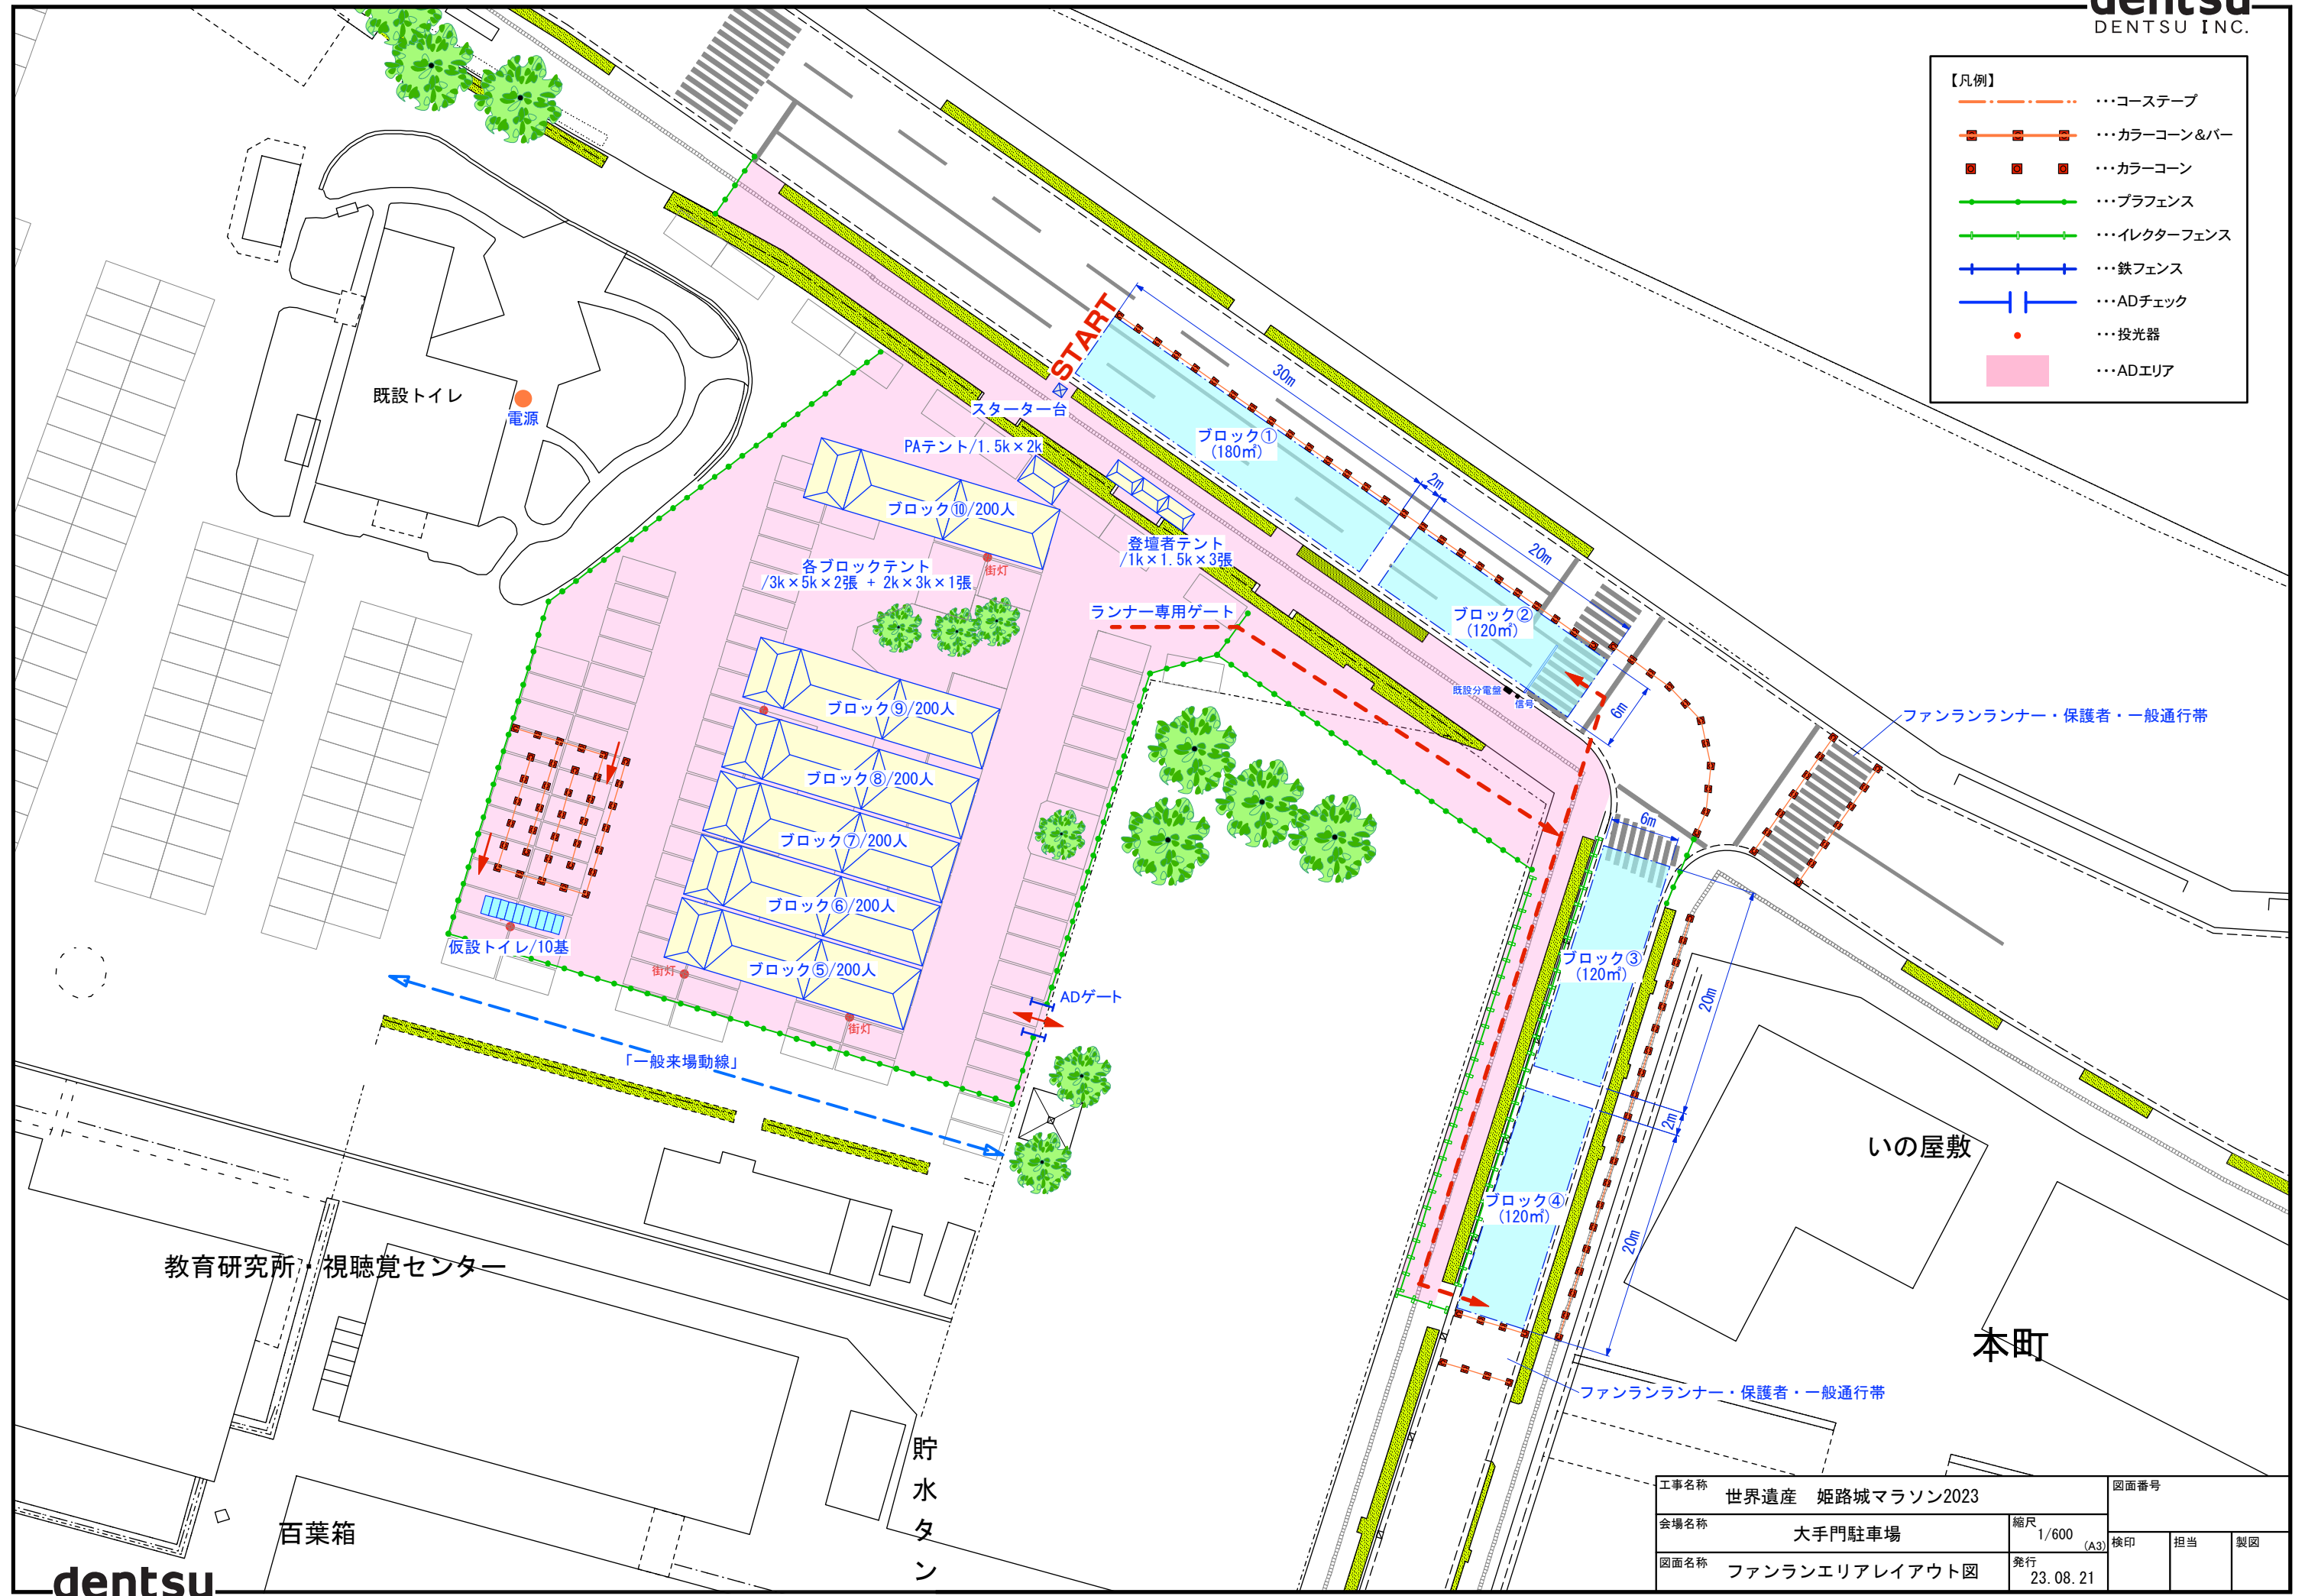 dentsu
DENTSU INC.
【凡例】
・・・コーステープ
・・・カラーコーン&バー
・・・カラーコーン
・・・プラフェンス
・・・イレクターフェンス
・・・鉄フェンス
・・・ADチェック
・・・投光器
・・・ADエリア
START
30m
ブロック①
(180㎡)
2m
20m
スターター台
既設トイレ
電源
PAテント/1.5k×2k
ブロック⑩/200人
登壇者テント
/1k×1.5k×3張
各ブロックテント
/3k×5k×2張 + 2k×3k×1張
街灯
ランナー専用ゲート
ブロック②
(120㎡)
既設分電盤
信号
6m
ファンランランナー・保護者・一般通行帯
ブロック⑨/200人
ブロック⑧/200人
ブロック⑦/200人
ブロック⑥/200人
ブロック⑤/200人
6m
仮設トイレ/10基
街灯
街灯
ADゲート
ブロック③
(120㎡)
20m
「一般来場動線」
2m
いの屋敷
ブロック④
(120㎡)
20m
教育研究所・視聴覚センター
本町
ファンランランナー・保護者・一般通行帯
百葉箱
貯水タン
dentsu
工事名称
世界遺産 姫路城マラソン2023
図面番号
会場名称
大手門駐車場
縮尺
1/600
(A3)
検印
担当
製図
図面名称
ファンランエリアレイアウト図
発行
23.08.21